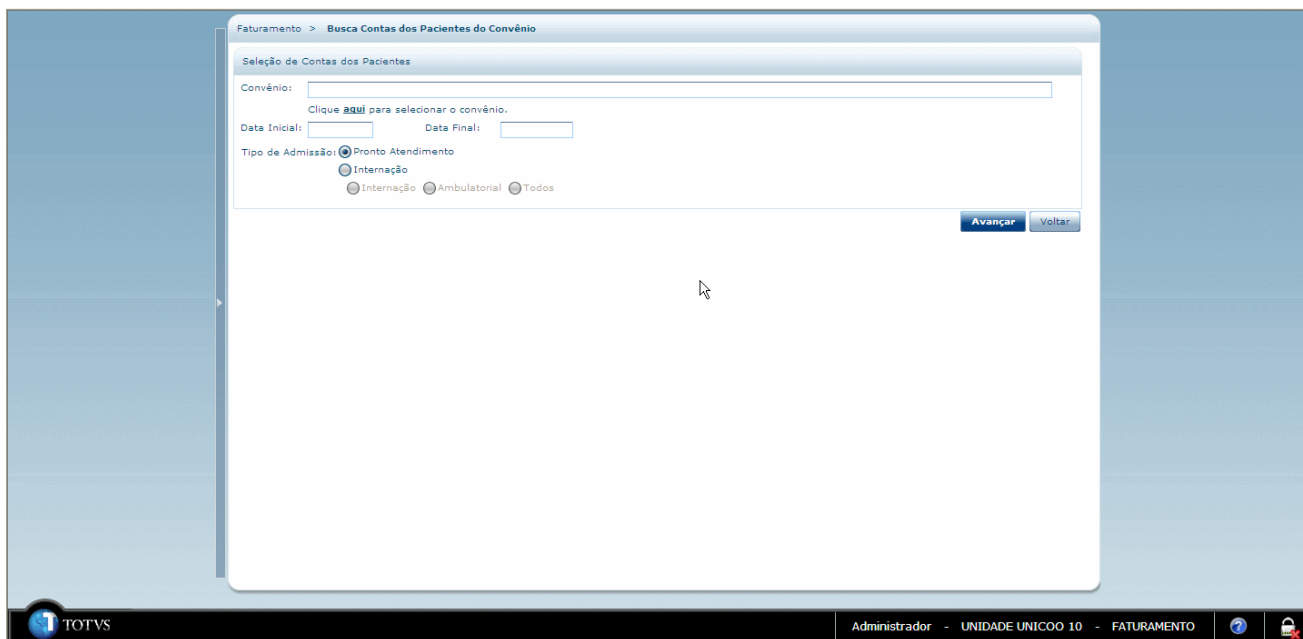 Faturamento > Busca Contas dos Pacientes do Convênio
Seleção de Contas dos Pacientes
Convênio:
Clique aqui para selecionar o convênio.
Data Inicial: Data Final:
Tipo de Admissão: Pronto Atendimento
Internação
Internação Ambulatorial Todos
Avançar Voltar
TOTVS Administrador - UNIDADE UNICOO 10 - FATURAMENTO ?